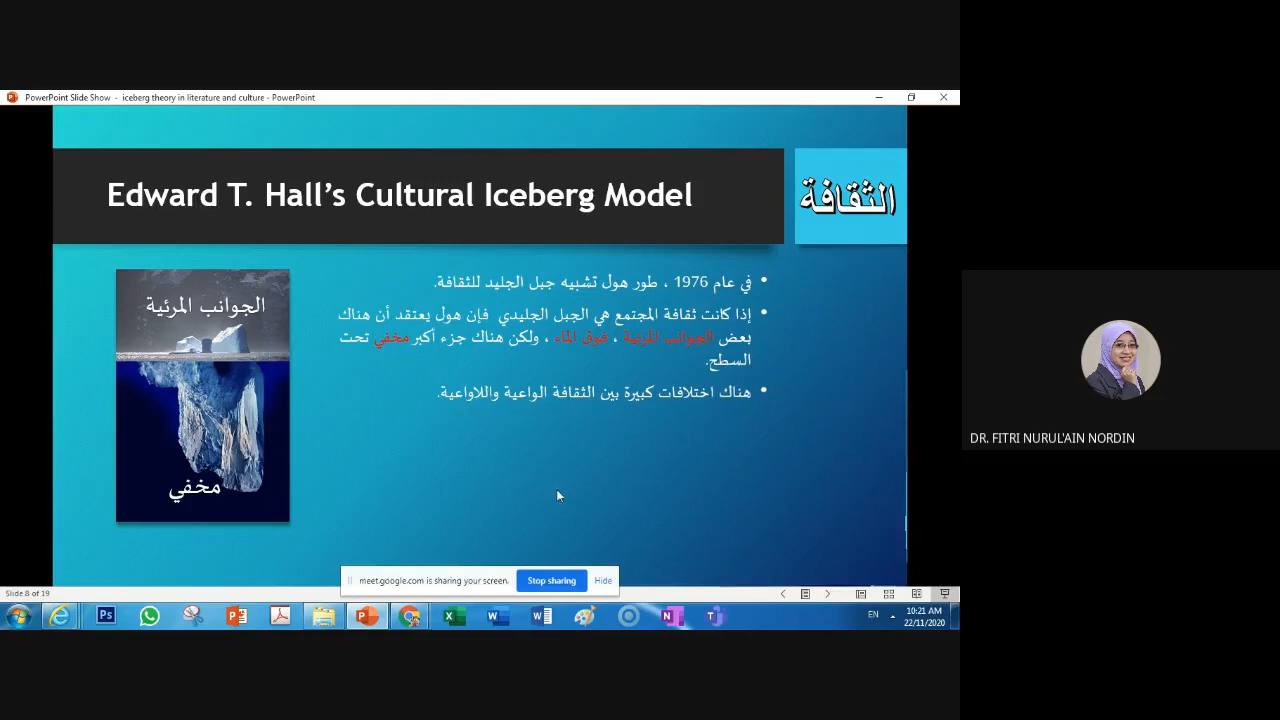 PowerPoint Slide Show - iceberg theory in literature and culture - PowerPoint
Edward T. Hall's Cultural Iceberg Model
الثقافة
في عام 1976 ، طور هول تشبيه جبل الجليد للثقافة.
إذا كانت ثقافة المجتمع هي الجبل الجليدي فإن هول يعتقد أن هناك
بعض الجوانب المرئية ، فوق الماء ، ولكن هناك جزء أكبر مخفي تحت
السطح.
هناك اختلافات كبيرة بين الثقافة الواعية واللاواعية.
الجوانب المرئية
مخفي
DR. FITRI NURUL'AIN NORDIN
meet.google.com is sharing your screen.
Stop sharing
Hide
Slide 8 of 19
Ps
EN
10:21 AM
22/11/2020